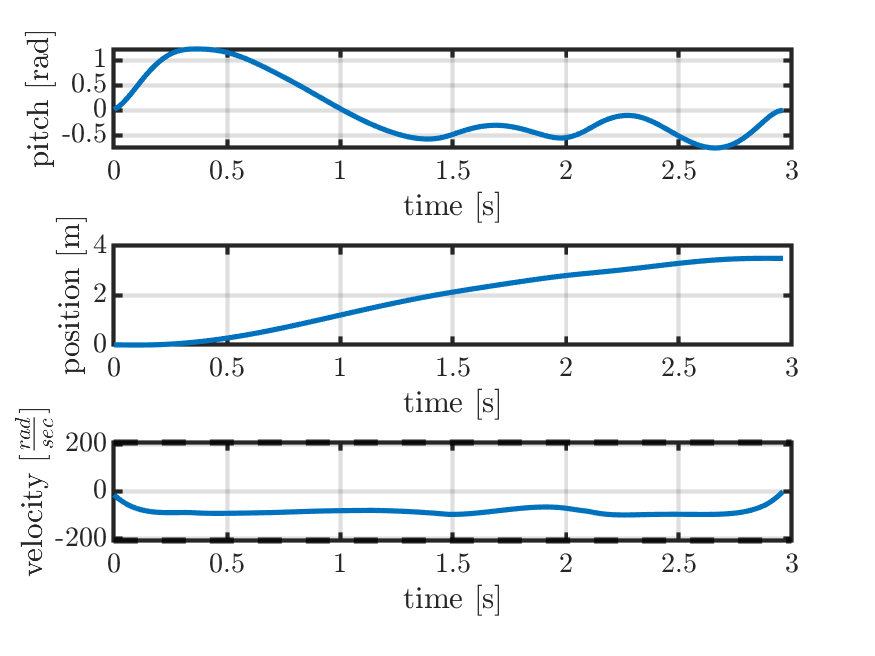 pitch [rad]
1
0.5
0
-0.5
0 0.5 1 1.5 2 2.5 3
time [s]
position [m]
4
2
0
0 0.5 1 1.5 2 2.5 3
time [s]
velocity [rad/sec]
200
0
-200
0 0.5 1 1.5 2 2.5 3
time [s]